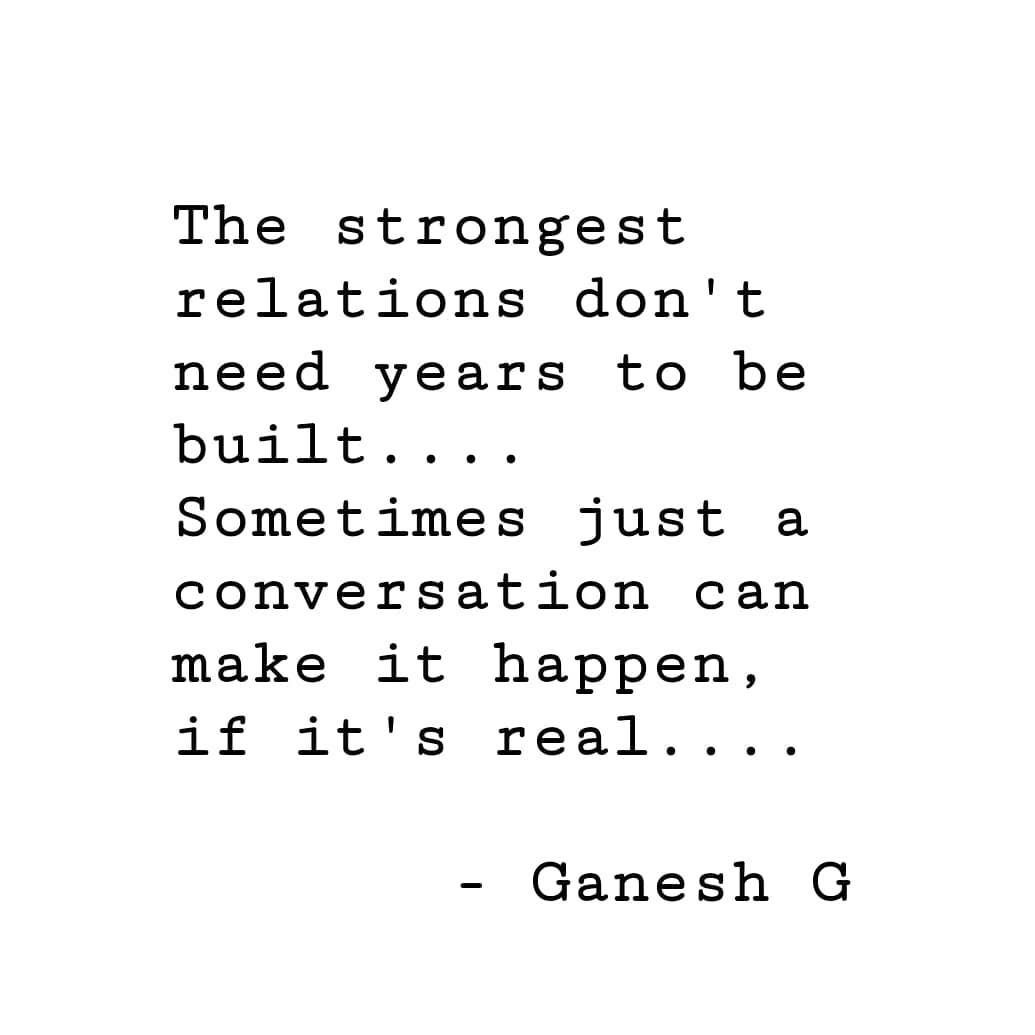 The strongest
relations don't
need years to be
built....
Sometimes just a
conversation can
make it happen,
if it's real....
- Ganesh G